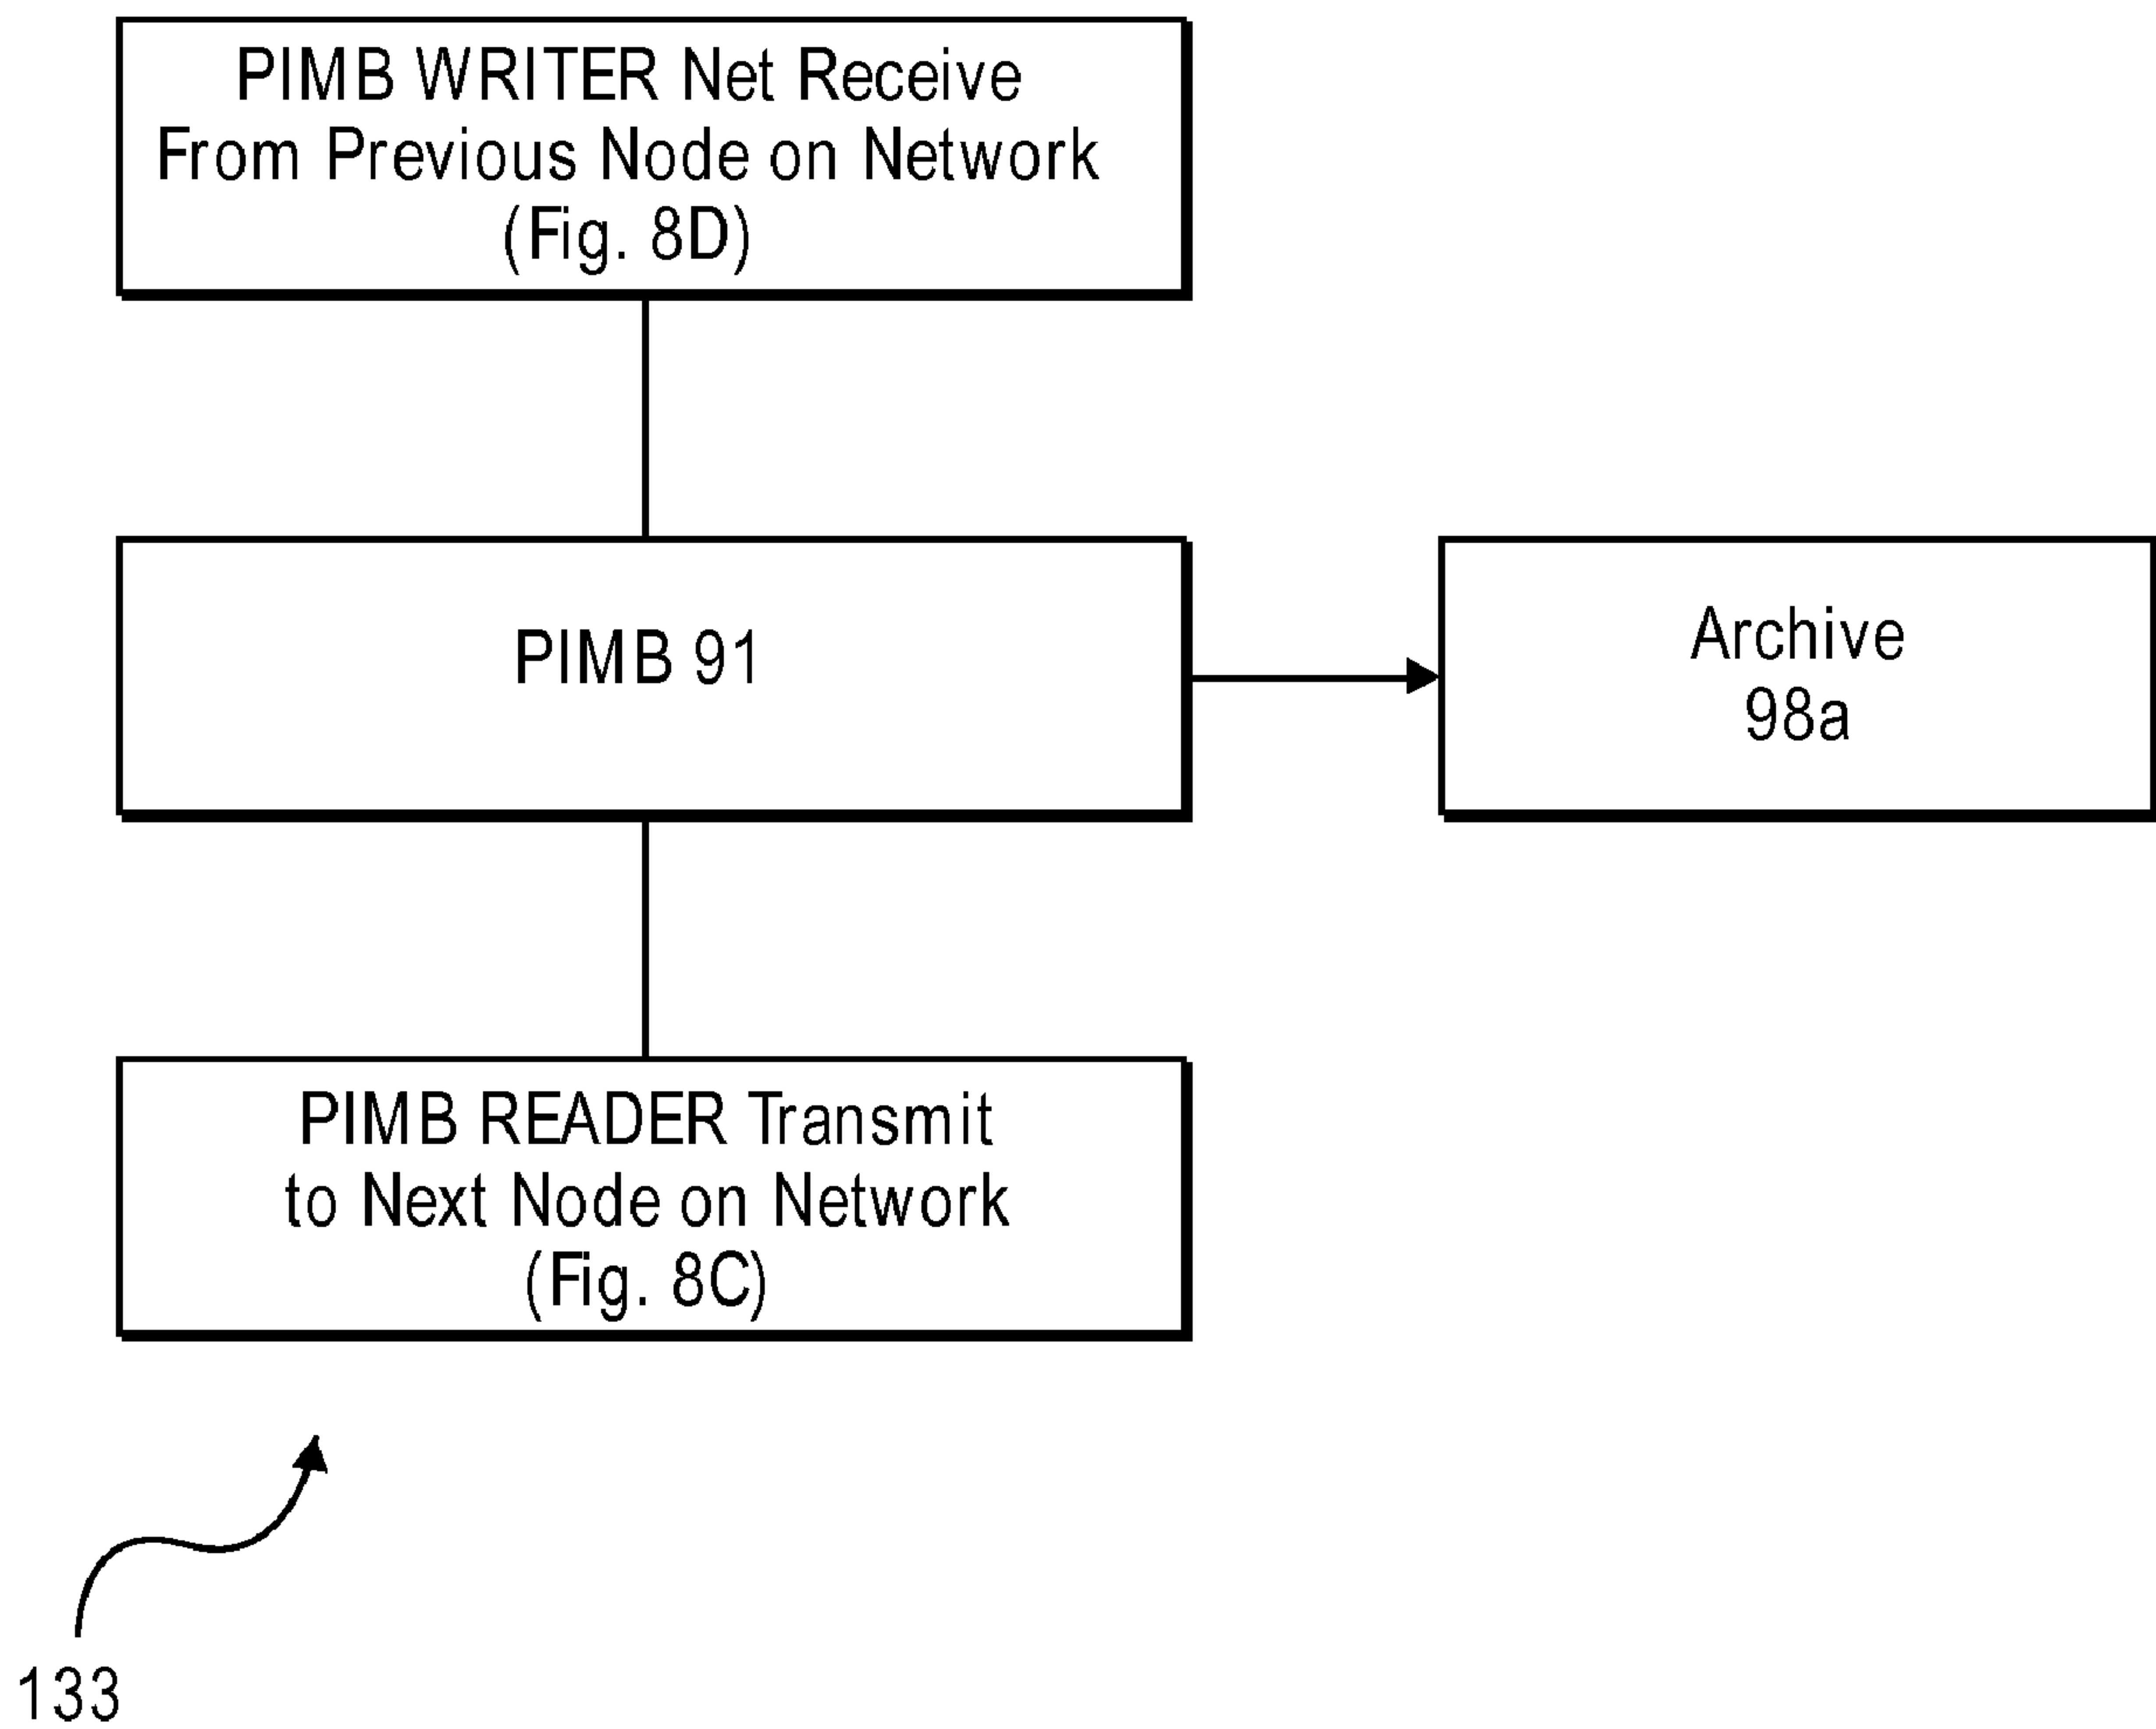 PIMB WRITER Net Receive
From Previous Node on Network
(Fig. 8D)
PIMB 91
Archive
98a
PIMB READER Transmit
to Next Node on Network
(Fig. 8C)
133